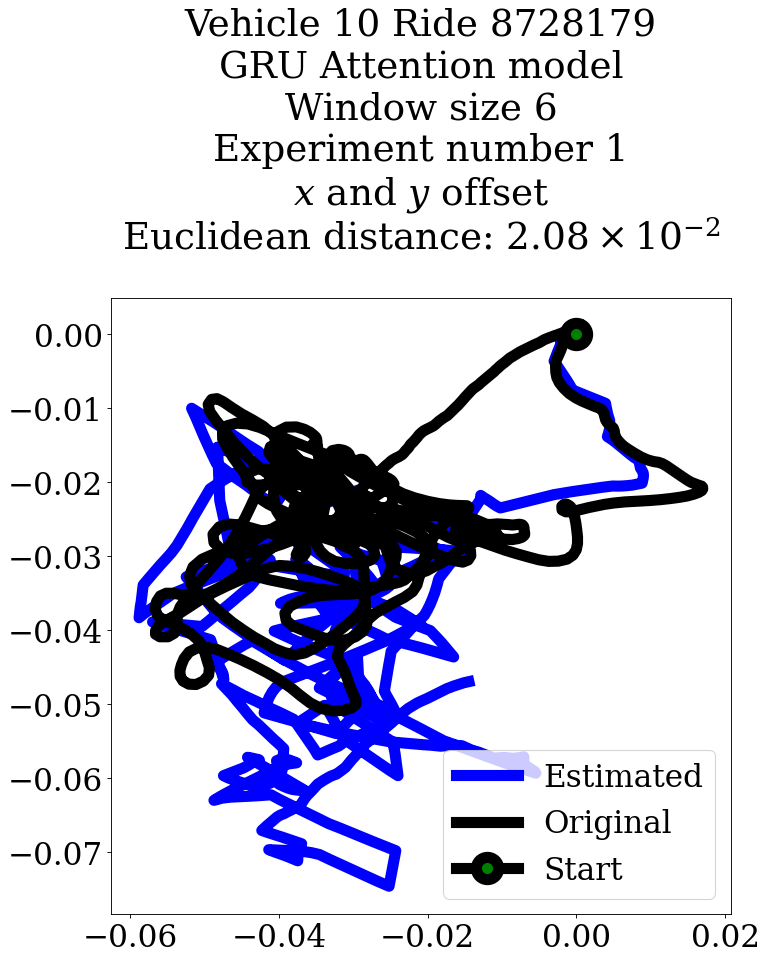 Vehicle 10 Ride 8728179
GRU Attention model
Window size 6
Experiment number 1
x and y offset
Euclidean distance: 2.08 × 10⁻²
0.00
−0.01
−0.02
−0.03
−0.04
−0.05
−0.06
−0.07
Estimated
Original
Start
−0.06 −0.04 −0.02 0.00 0.02